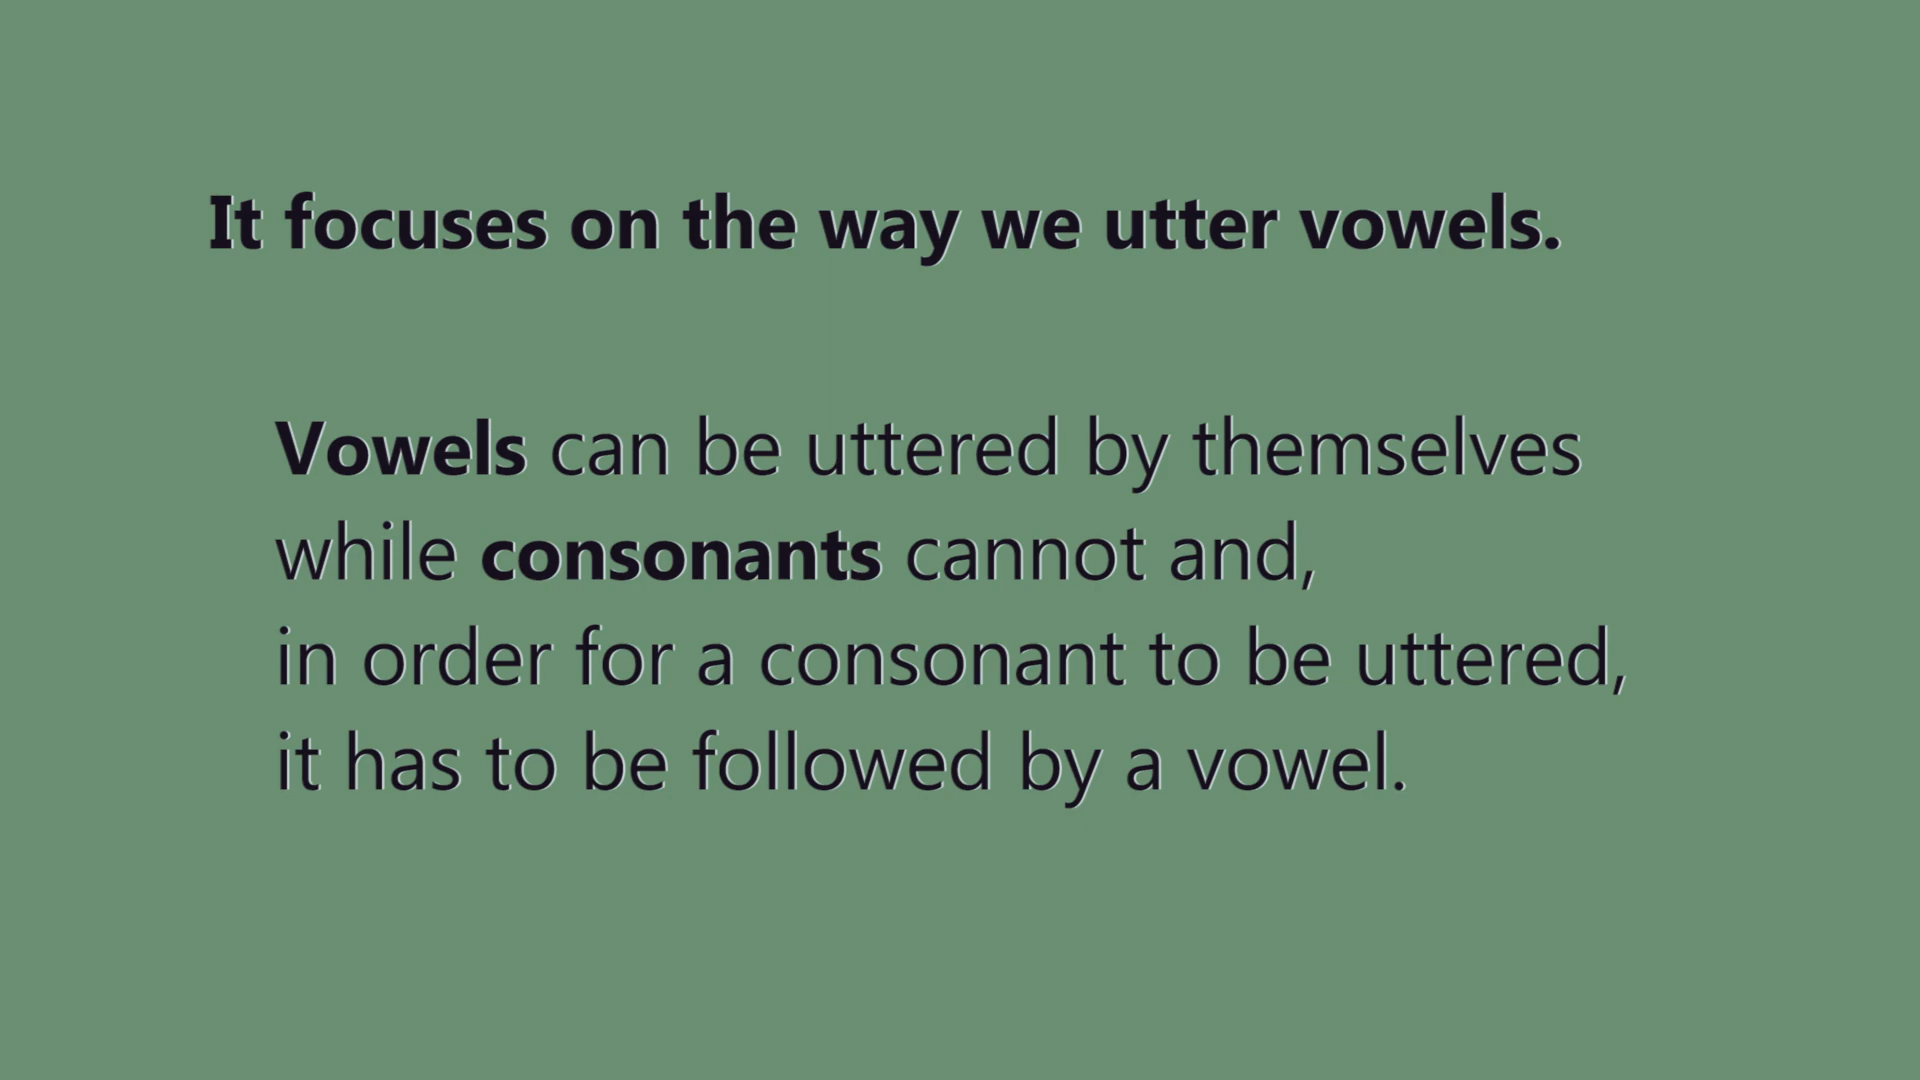 It focuses on the way we utter vowels.
Vowels can be uttered by themselves
while consonants cannot and,
in order for a consonant to be uttered,
it has to be followed by a vowel.